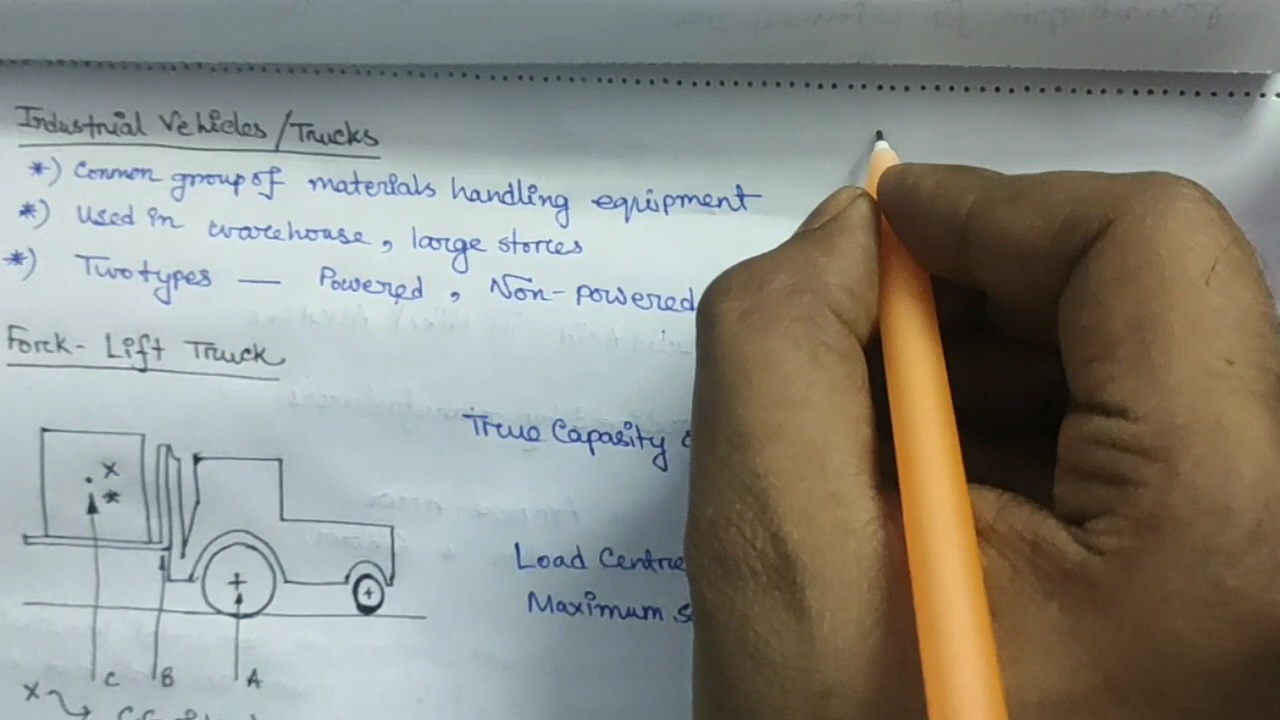 Industrial Vehicles/Trucks
*) Common group of materials handling equipment
*) Used in warehouse, large stores
*) Two types — Powered, Non-powered
Fork-Lift Truck
True Capasity
x
*
Load Centre
Maximum
C B A
x